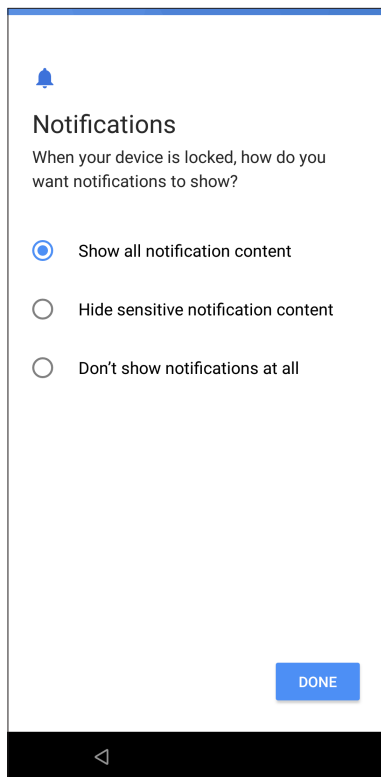 Notifications
When your device is locked, how do you
want notifications to show?
Show all notification content
Hide sensitive notification content
Don’t show notifications at all
DONE